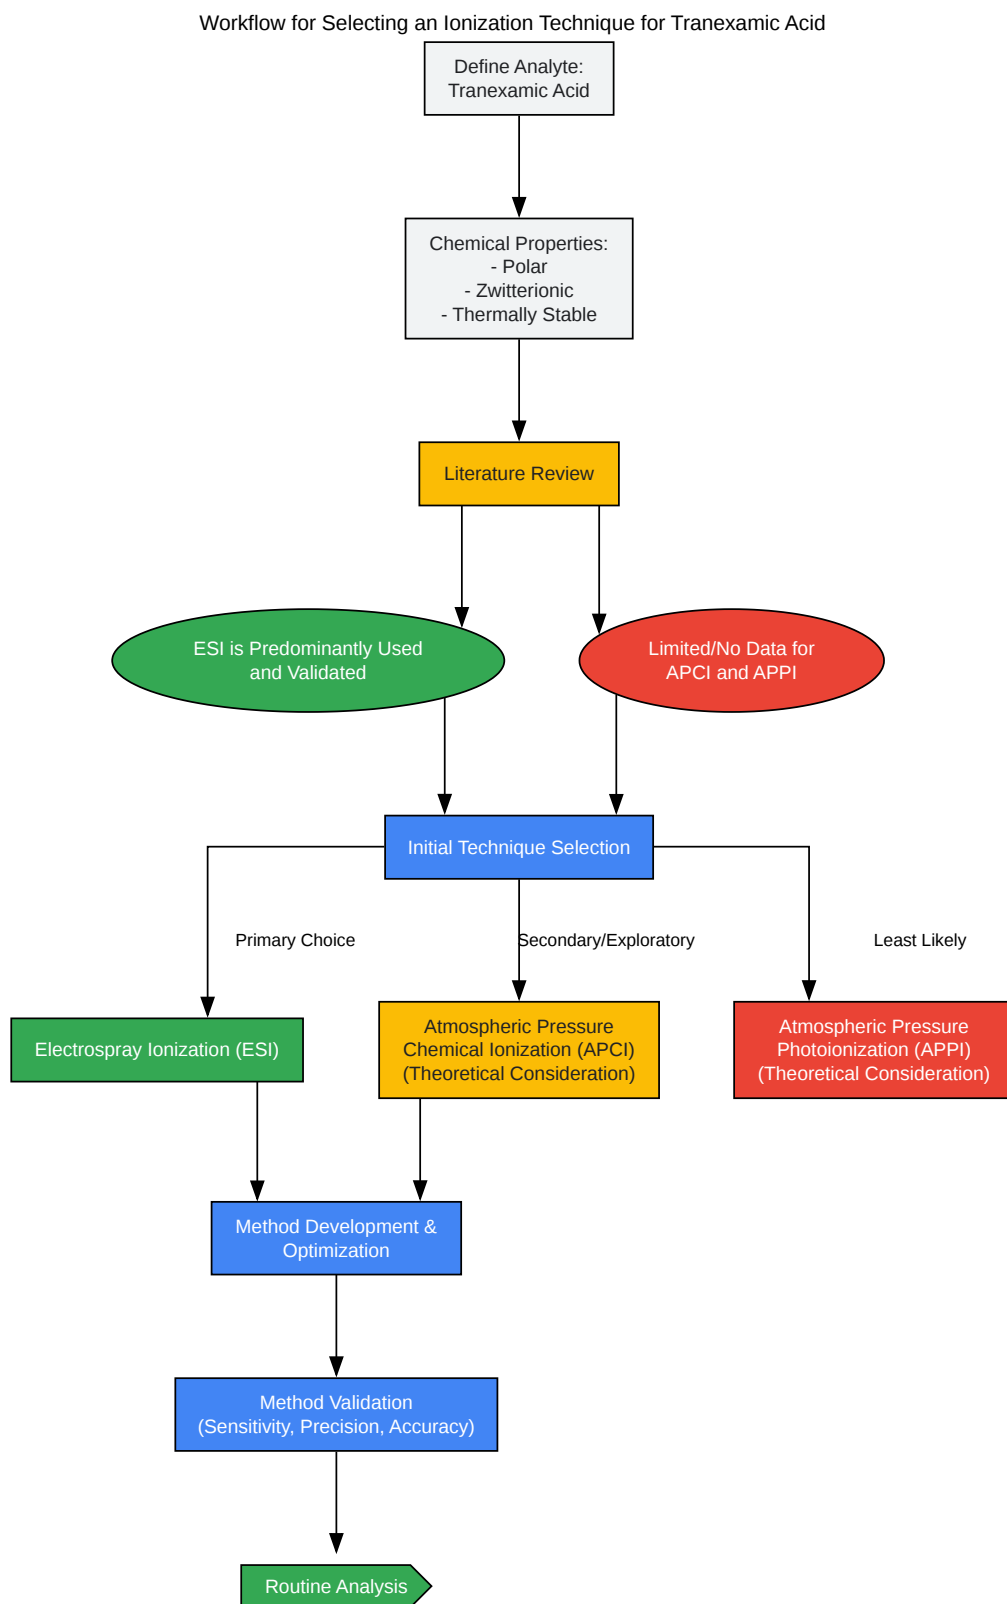 Workflow for Selecting an Ionization Technique for Tranexamic Acid
Define Analyte:
Tranexamic Acid
Chemical Properties:
- Polar
- Zwitterionic
- Thermally Stable
Literature Review
ESI is Predominantly Used
and Validated
Limited/No Data for
APCI and APPI
Initial Technique Selection
Primary Choice
Secondary/Exploratory
Least Likely
Electrospray Ionization (ESI)
Atmospheric Pressure
Chemical Ionization (APCI)
(Theoretical Consideration)
Atmospheric Pressure
Photoionization (APPI)
(Theoretical Consideration)
Method Development &
Optimization
Method Validation
(Sensitivity, Precision, Accuracy)
Routine Analysis